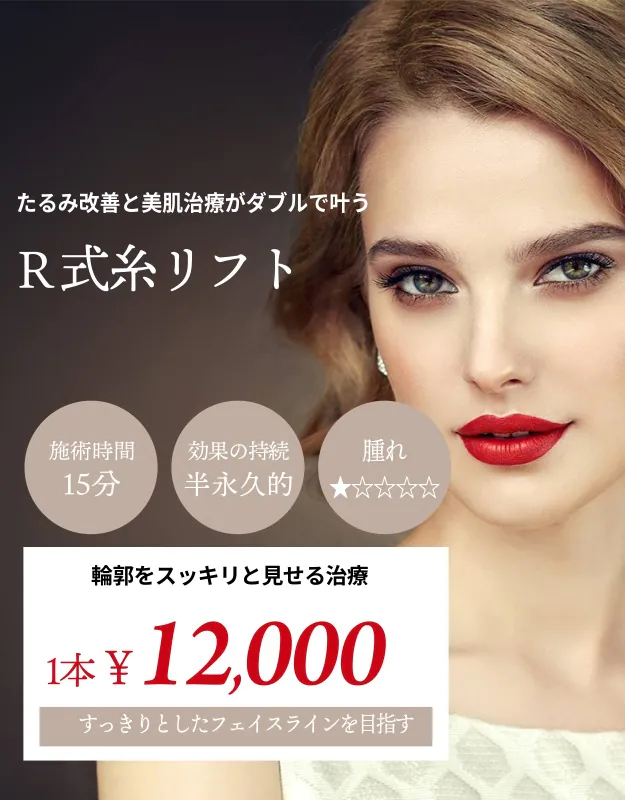 たるみ改善と美肌治療がダブルで叶う
R式糸リフト
施術時間
15分
効果の持続
半永久的
腫れ
★☆☆☆☆
輪郭をスッキリと見せる治療
1本￥12,000
すっきりとしたフェイスラインを目指す